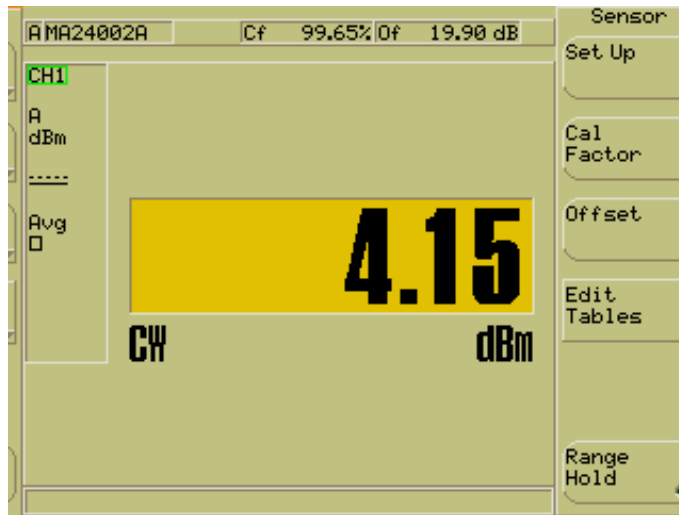 A MA24002A Cf 99.65% Of 19.90 dB
Sensor
Set Up
CH1
A
dBm
-----
Avg
Cal
Factor
Offset
4.15
CW dBm
Edit
Tables
Range
Hold